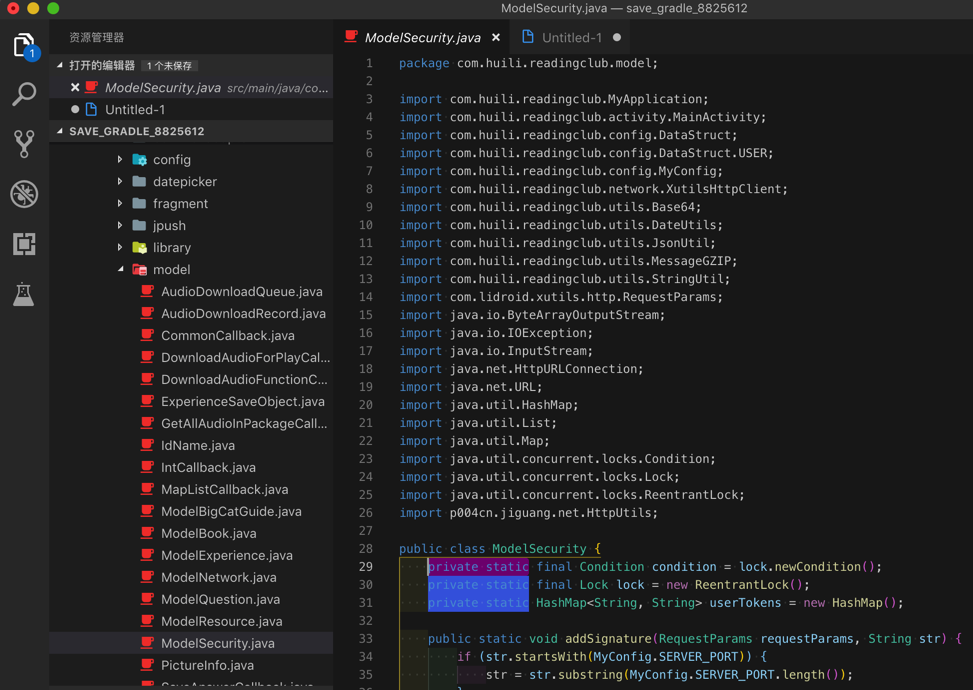 ModelSecurity.java — save_gradle_8825612
1
资源管理器
打开的编辑器 1 个未保存
ModelSecurity.java src/main/java/co...
Untitled-1
SAVE_GRADLE_8825612
config
datepicker
fragment
jpush
library
model
AudioDownloadQueue.java
AudioDownloadRecord.java
CommonCallback.java
DownloadAudioForPlayCal...
DownloadAudioFunctionC...
ExperienceSaveObject.java
GetAllAudioInPackageCall...
IdName.java
IntCallback.java
MapListCallback.java
ModelBigCatGuide.java
ModelBook.java
ModelExperience.java
ModelNetwork.java
ModelQuestion.java
ModelResource.java
ModelSecurity.java
PictureInfo.java
SaveAnswerCallback.java
ModelSecurity.java
Untitled-1
1 package com.huili.readingclub.model;
2
3 import com.huili.readingclub.MyApplication;
4 import com.huili.readingclub.activity.MainActivity;
5 import com.huili.readingclub.config.DataStruct;
6 import com.huili.readingclub.config.DataStruct.USER;
7 import com.huili.readingclub.config.MyConfig;
8 import com.huili.readingclub.network.XutilsHttpClient;
9 import com.huili.readingclub.utils.Base64;
10 import com.huili.readingclub.utils.DateUtils;
11 import com.huili.readingclub.utils.JsonUtil;
12 import com.huili.readingclub.utils.MessageGZIP;
13 import com.huili.readingclub.utils.StringUtil;
14 import com.lidroid.xutils.http.RequestParams;
15 import java.io.ByteArrayOutputStream;
16 import java.io.IOException;
17 import java.io.InputStream;
18 import java.net.HttpURLConnection;
19 import java.net.URL;
20 import java.util.HashMap;
21 import java.util.List;
22 import java.util.Map;
23 import java.util.concurrent.locks.Condition;
24 import java.util.concurrent.locks.Lock;
25 import java.util.concurrent.locks.ReentrantLock;
26 import p004cn.jiguang.net.HttpUtils;
27
28 public class ModelSecurity {
29 private static final Condition condition = lock.newCondition();
30 private static final Lock lock = new ReentrantLock();
31 private static HashMap<String, String> userTokens = new HashMap();
32
33 public static void addSignature(RequestParams requestParams, String str) {
34 if (str.startsWith(MyConfig.SERVER_PORT)) {
35 str = str.substring(MyConfig.SERVER_PORT.length());